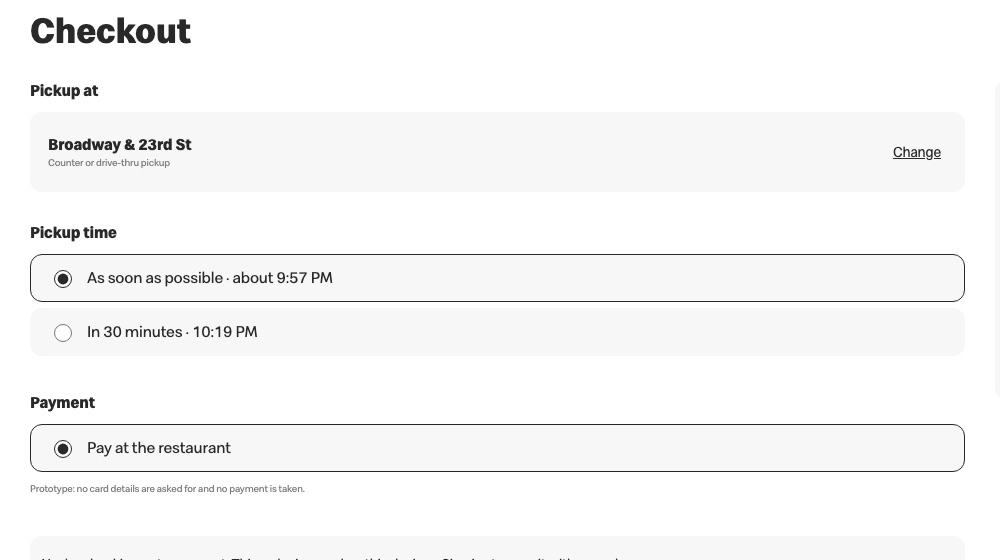 Checkout
Pickup at
Broadway & 23rd St
Counter or drive-thru pickup
Change
Pickup time
As soon as possible · about 9:57 PM
In 30 minutes · 10:19 PM
Payment
Pay at the restaurant
Prototype: no card details are asked for and no payment is taken.